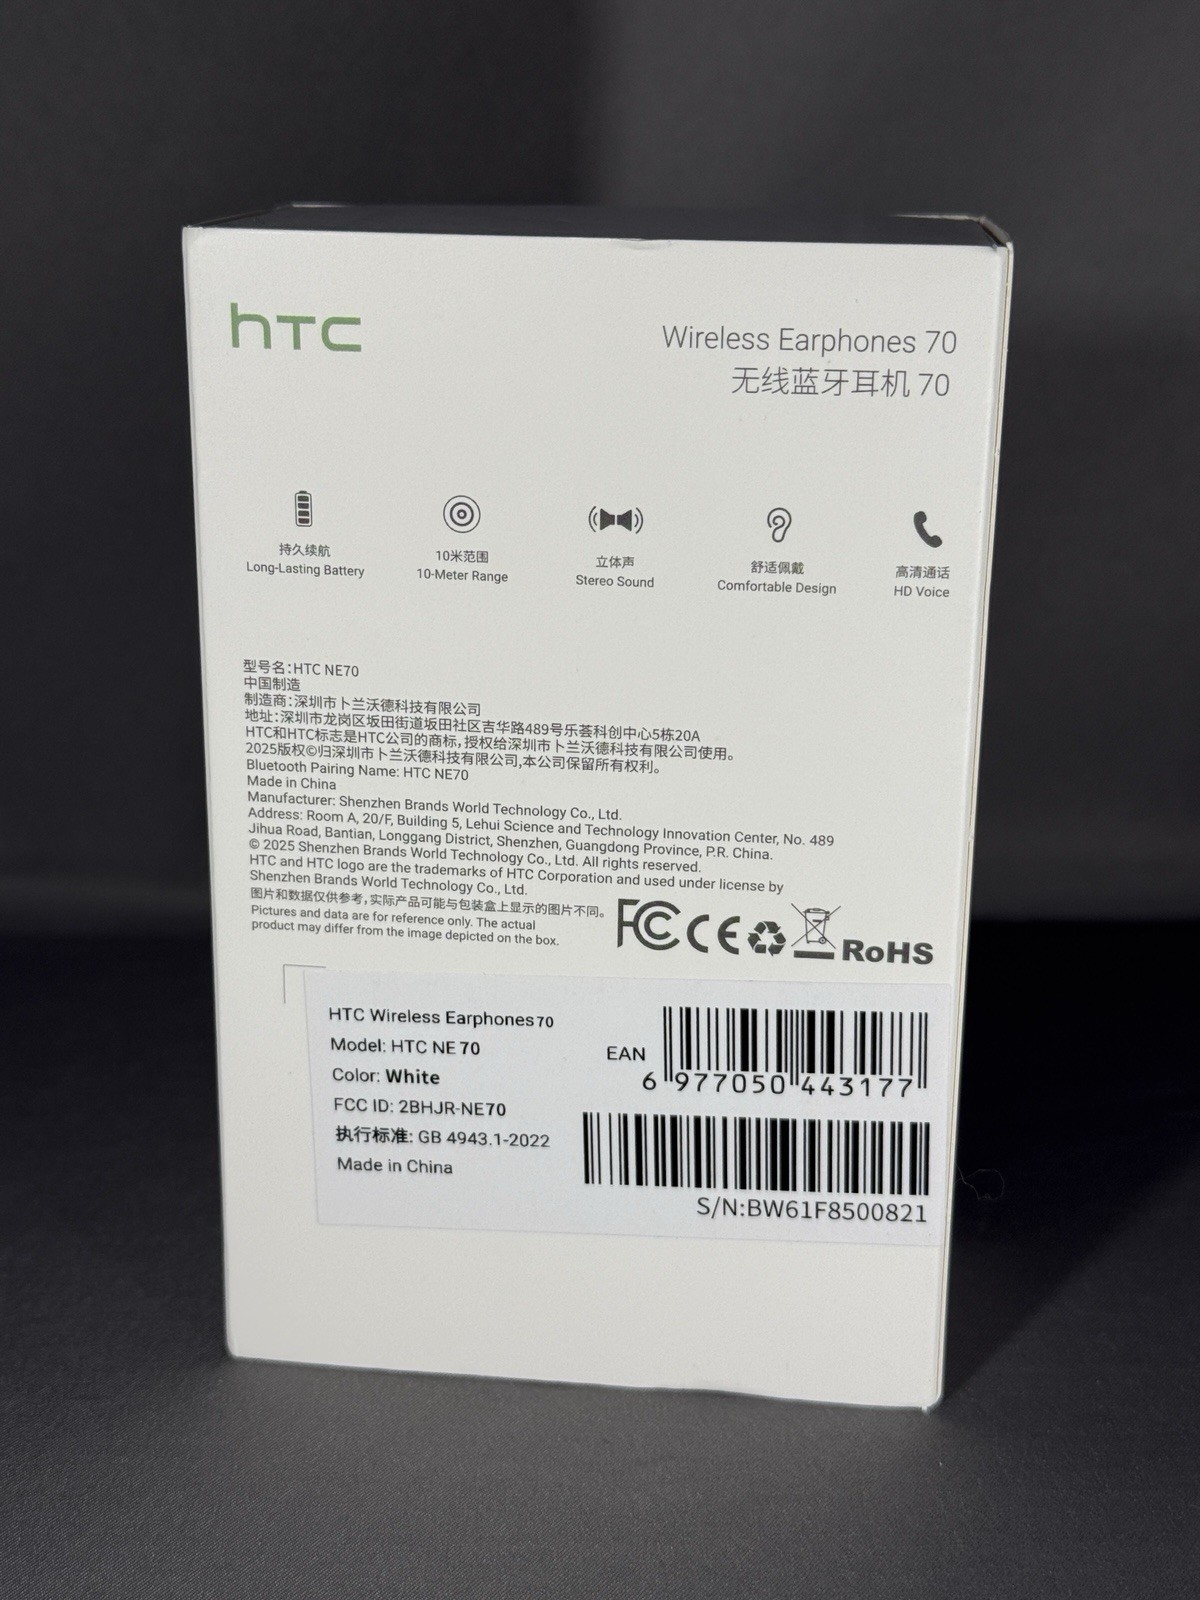 hTC
Wireless Earphones 70
无线蓝牙耳机 70
持久续航
Long-Lasting Battery
10米范围
10-Meter Range
立体声
Stereo Sound
舒适佩戴
Comfortable Design
高清通话
HD Voice
型号名：HTC NE70
中国制造
制造商：深圳市卜兰沃德科技有限公司
地址：深圳市龙岗区坂田街道坂田社区吉华路489号乐荟科创中心5栋20A
HTC和HTC标志是HTC公司的商标，授权给深圳市卜兰沃德科技有限公司使用。
2025版权©归深圳市卜兰沃德科技有限公司，本公司保留所有权利。
Bluetooth Pairing Name: HTC NE70
Made in China
Manufacturer: Shenzhen Brands World Technology Co., Ltd.
Address: Room A, 20/F, Building 5, Lehui Science and Technology Innovation Center, No. 489
Jihua Road, Bantian, Longgang District, Shenzhen, Guangdong Province, P.R. China.
© 2025 Shenzhen Brands World Technology Co., Ltd. All rights reserved.
HTC and HTC logo are the trademarks of HTC Corporation and used under license by
Shenzhen Brands World Technology Co., Ltd.
图片和数据仅供参考，实际产品可能与包装盒上显示的图片不同。
Pictures and data are for reference only. The actual
product may differ from the image depicted on the box.
FCC CE RoHS
HTC Wireless Earphones70
Model: HTC NE70
Color: White
FCC ID: 2BHJR-NE70
执行标准: GB 4943.1-2022
Made in China
EAN
6 977050 443177
S/N:BW61F8500821